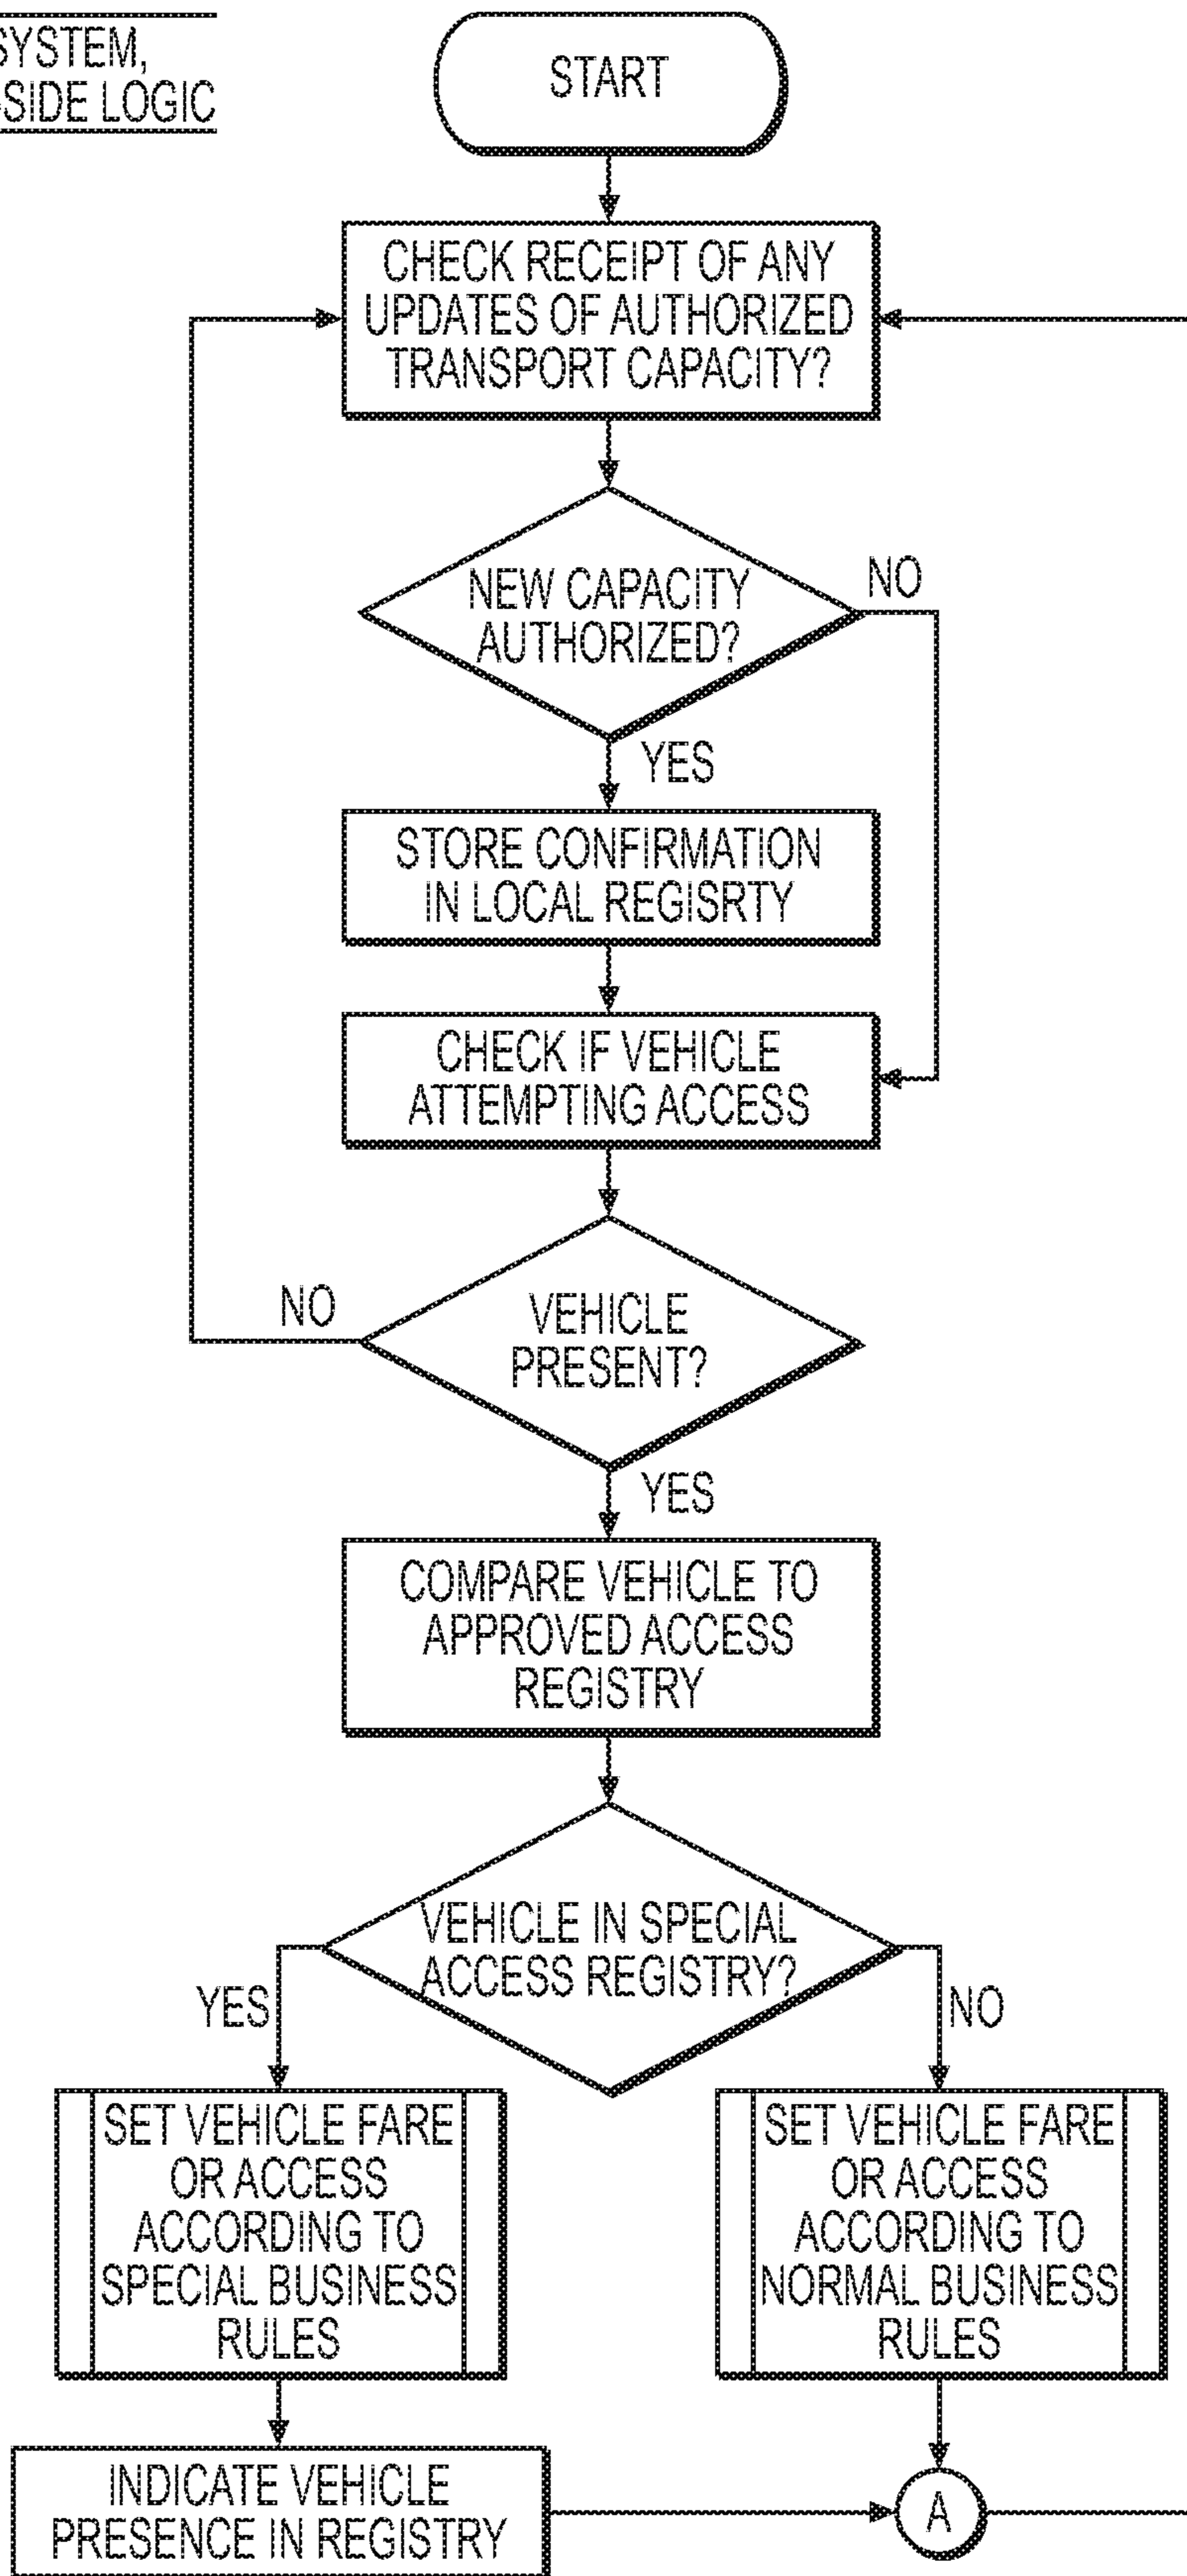 SYSTEM,
SIDE LOGIC
START
CHECK RECEIPT OF ANY
UPDATES OF AUTHORIZED
TRANSPORT CAPACITY?
NEW CAPACITY
AUTHORIZED?
NO
YES
STORE CONFIRMATION
IN LOCAL REGISRTY
CHECK IF VEHICLE
ATTEMPTING ACCESS
NO
VEHICLE
PRESENT?
YES
COMPARE VEHICLE TO
APPROVED ACCESS
REGISTRY
VEHICLE IN SPECIAL
ACCESS REGISTRY?
YES
NO
SET VEHICLE FARE
OR ACCESS
ACCORDING TO
SPECIAL BUSINESS
RULES
SET VEHICLE FARE
OR ACCESS
ACCORDING TO
NORMAL BUSINESS
RULES
INDICATE VEHICLE
PRESENCE IN REGISTRY
A